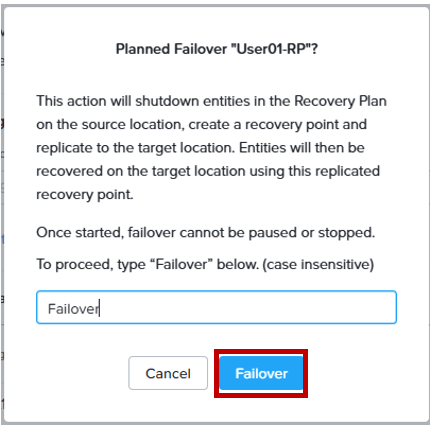 Planned Failover "User01-RP"?
This action will shutdown entities in the Recovery Plan
on the source location, create a recovery point and
replicate to the target location. Entities will then be
recovered on the target location using this replicated
recovery point.
Once started, failover cannot be paused or stopped.
To proceed, type “Failover” below. (case insensitive)
Failover
Cancel
Failover